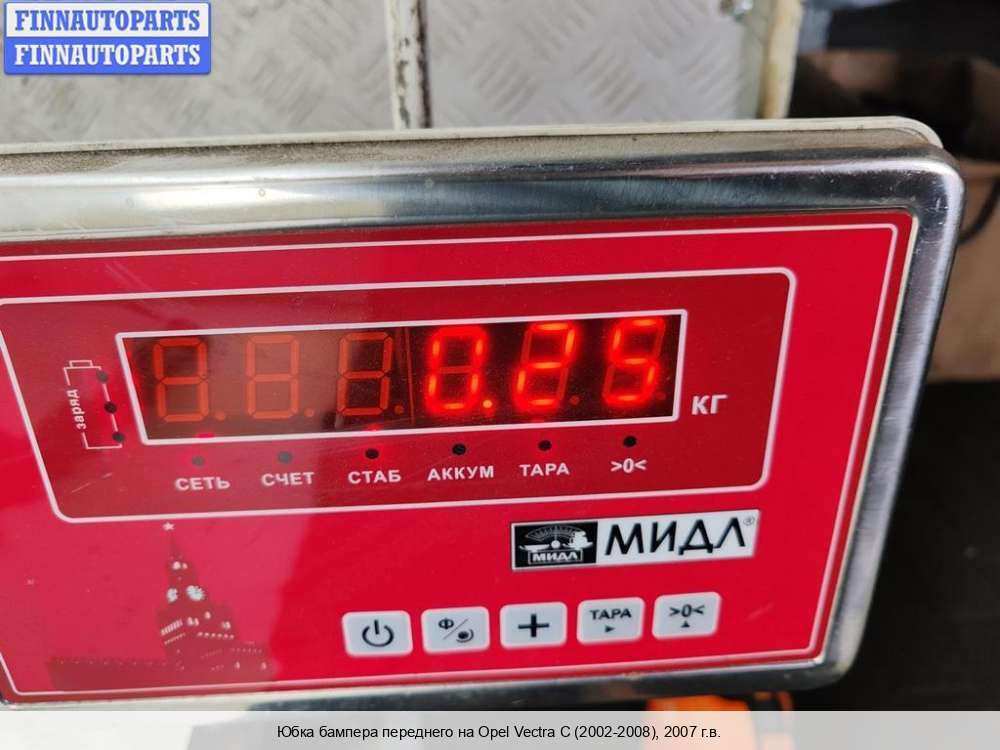 FINNAUTOPARTS
FINNAUTOPARTS
заряд
0.25
КГ
СЕТЬ СЧЕТ СТАБ АККУМ ТАРА >0<
МИДЛ
МИДЛ®
Ф
+
ТАРА
>0<
Юбка бампера переднего на Opel Vectra C (2002-2008), 2007 г.в.